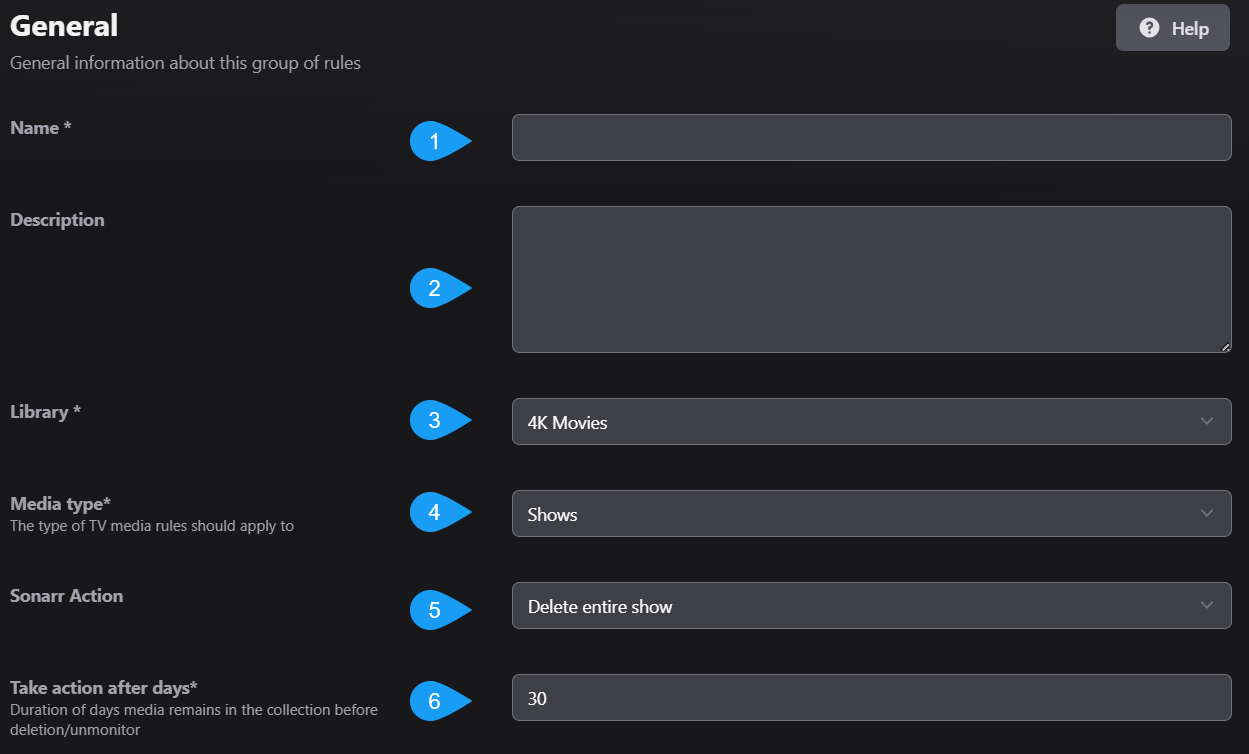 General
Help
General information about this group of rules
Name *
1
Description
2
Library *
3
4K Movies
Media type*
The type of TV media rules should apply to
4
Shows
Sonarr Action
5
Delete entire show
Take action after days*
Duration of days media remains in the collection before
deletion/unmonitor
6
30